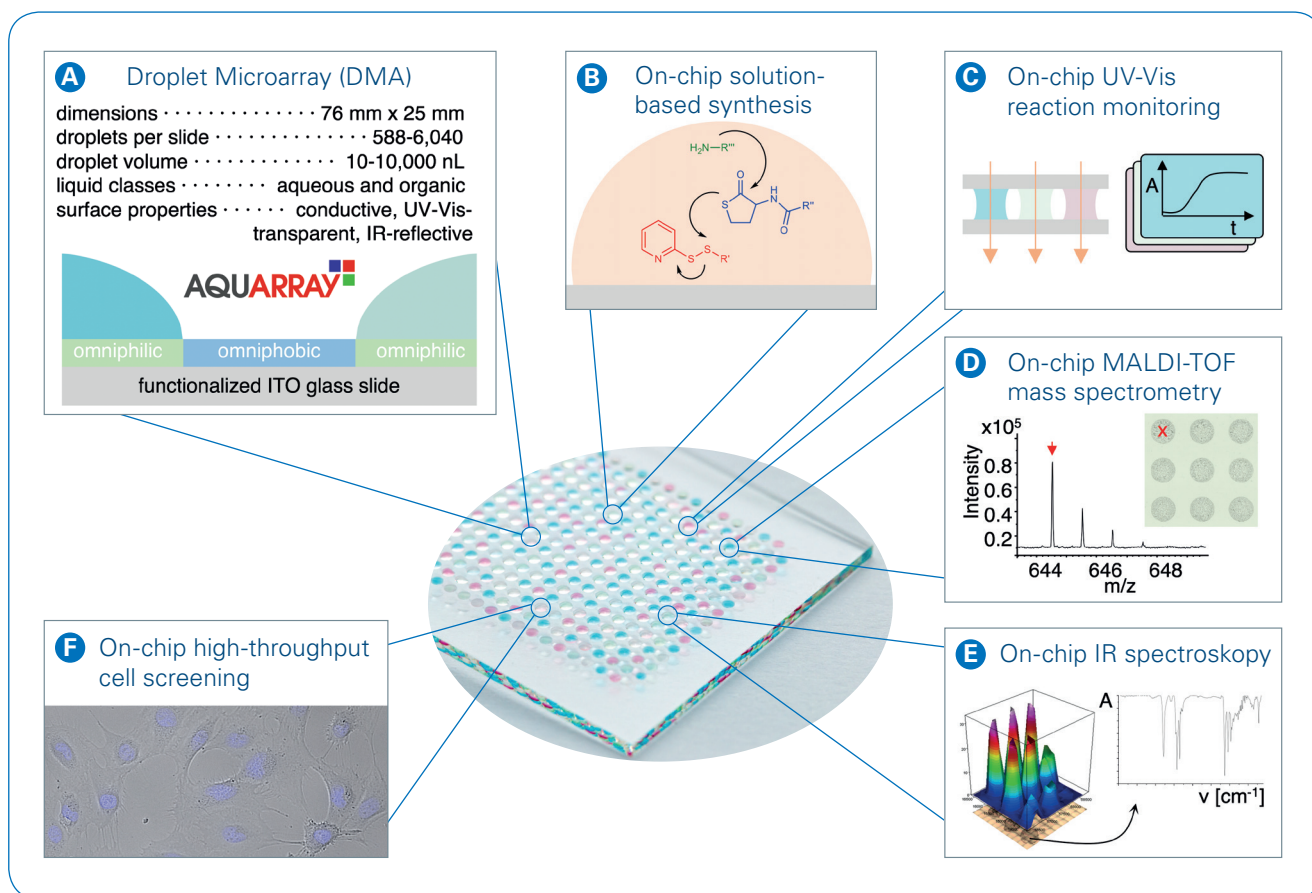 A Droplet Microarray (DMA)
dimensions · · · · · · · · · · · · · · 76 mm x 25 mm
droplets per slide · · · · · · · · · · · · · · 588-6,040
droplet volume · · · · · · · · · · · · · 10-10,000 nL
liquid classes · · · · · · · · aqueous and organic
surface properties · · · · · · conductive, UV-Vis-
transparent, IR-reflective
AQUARRAY
omniphilic omniphobic omniphilic
functionalized ITO glass slide
B On-chip solution-
based synthesis
H₂N–R'''
O
S
N
H
R''
O
N
S
S
R'
C On-chip UV-Vis
reaction monitoring
A
t
D On-chip MALDI-TOF
mass spectrometry
x10⁵
X
0.8
0.6
0.4
0.2
Intensity
644 646 648
m/z
E On-chip IR spectroskopy
A
ν [cm⁻¹]
F On-chip high-throughput
cell screening